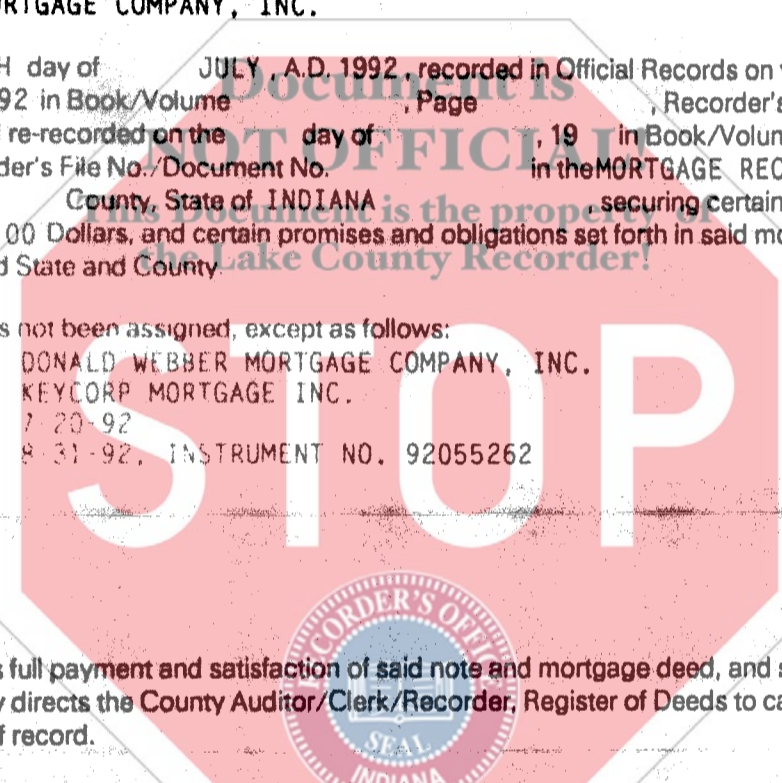 RTGAGE COMPANY, INC.
H day of JULY, A.D. 1992, recorded in Official Records on
92 in Book/Volume , Page , Recorder's
re-recorded on the day of , 19 in Book/Volum
der's File No./Document No. in the MORTGAGE REC
County, State of INDIANA , securing certain
00 Dollars, and certain promises and obligations set forth in said mo
d State and County
s not been assigned, except as follows:
DONALD WEBBER MORTGAGE COMPANY, INC.
KEYCORP MORTGAGE INC.
7-20-92
8-31-92, INSTRUMENT NO. 92055262
s full payment and satisfaction of said note and mortgage deed, and s
y directs the County Auditor/Clerk/Recorder, Register of Deeds to ca
f record.
Document is
NOT OFFICIAL!
This Document is the property of
the Lake County Recorder!
STOP
RECORDER'S OFFICE
SEAL
INDIANA